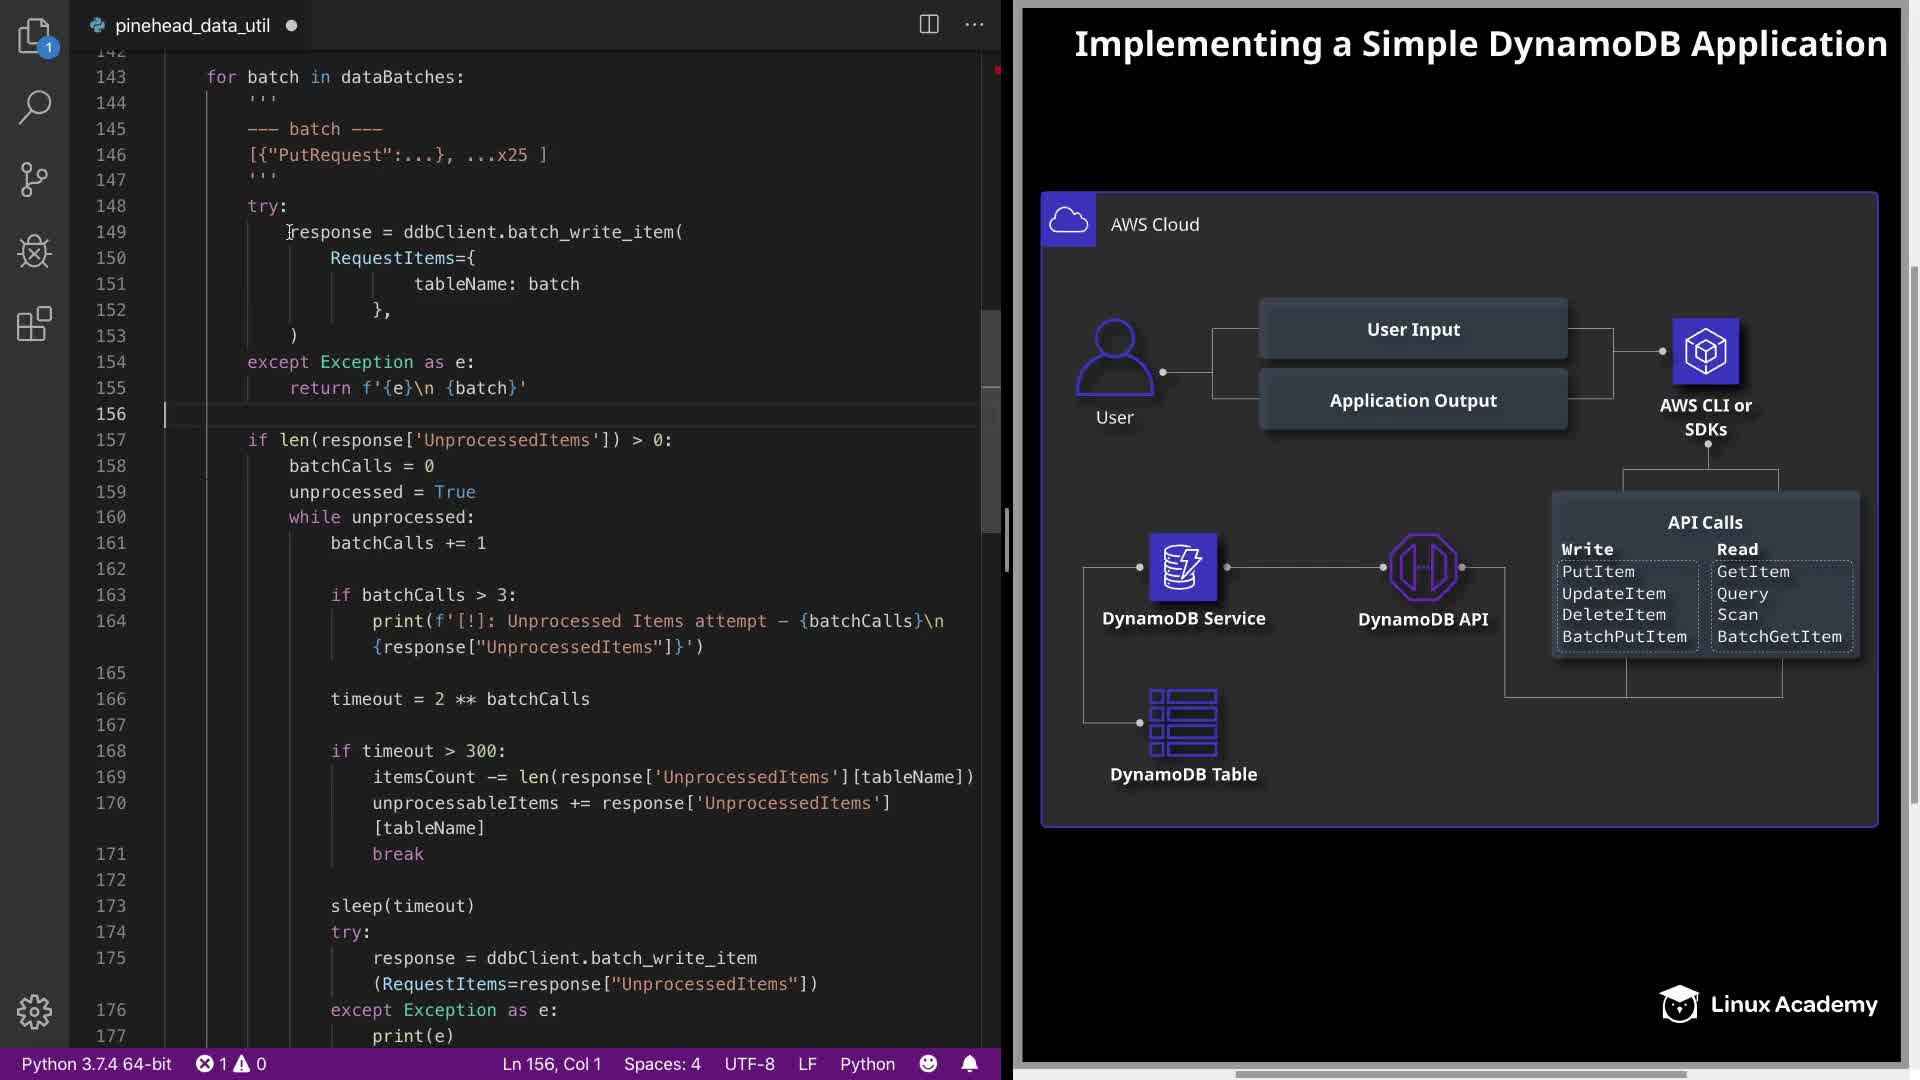 1
pinehead_data_util
142
143 for batch in dataBatches:
144 '''
145 --- batch ---
146 [{"PutRequest":...}, ...x25 ]
147 '''
148 try:
149 response = ddbClient.batch_write_item(
150 RequestItems={
151 tableName: batch
152 },
153 )
154 except Exception as e:
155 return f'{e}\n {batch}'
156
157 if len(response['UnprocessedItems']) > 0:
158 batchCalls = 0
159 unprocessed = True
160 while unprocessed:
161 batchCalls += 1
162
163 if batchCalls > 3:
164 print(f'[!]: Unprocessed Items attempt - {batchCalls}\n
{response["UnprocessedItems"]}')
165
166 timeout = 2 ** batchCalls
167
168 if timeout > 300:
169 itemsCount -= len(response['UnprocessedItems'][tableName])
170 unprocessableItems += response['UnprocessedItems']
[tableName]
171 break
172
173 sleep(timeout)
174 try:
175 response = ddbClient.batch_write_item
(RequestItems=response["UnprocessedItems"])
176 except Exception as e:
177 print(e)
Python 3.7.4 64-bit 1 0 Ln 156, Col 1 Spaces: 4 UTF-8 LF Python
Implementing a Simple DynamoDB Application
AWS Cloud
User Input
Application Output
User
AWS CLI or
SDKs
API Calls
Write Read
PutItem GetItem
UpdateItem Query
DeleteItem Scan
BatchPutItem BatchGetItem
DynamoDB Service
DynamoDB API
DynamoDB Table
Linux Academy